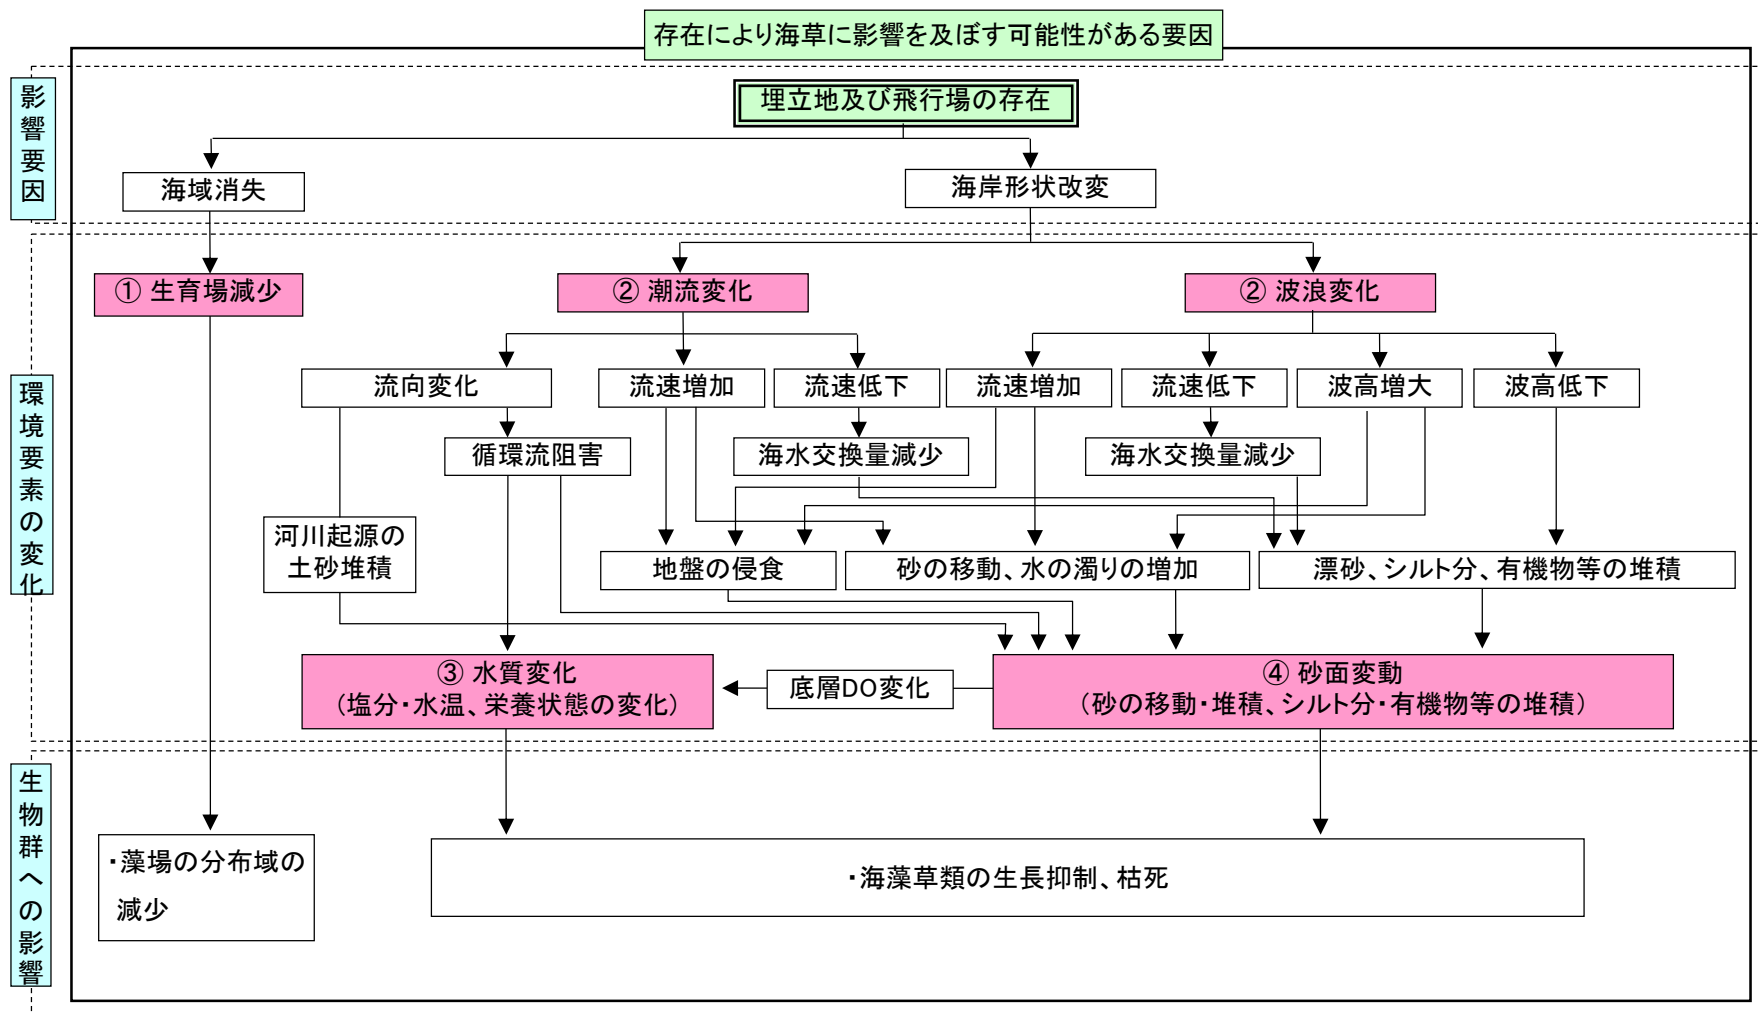 存在により海草に影響を及ぼす可能性がある要因
影響要因
埋立地及び飛行場の存在
海域消失
海岸形状改変
環境要素の変化
① 生育場減少
② 潮流変化
② 波浪変化
流向変化
流速増加
流速低下
流速増加
流速低下
波高増大
波高低下
循環流阻害
海水交換量減少
海水交換量減少
河川起源の
土砂堆積
地盤の侵食
砂の移動、水の濁りの増加
漂砂、シルト分、有機物等の堆積
③ 水質変化
（塩分・水温、栄養状態の変化）
底層DO変化
④ 砂面変動
（砂の移動・堆積、シルト分・有機物等の堆積）
生物群への影響
・藻場の分布域の
減少
・海藻草類の生長抑制、枯死